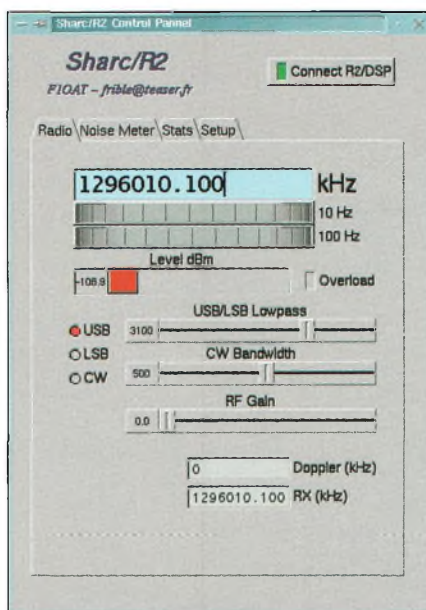 Sharc/R2 Control Pannel
Sharc/R2
F1OAT - frible@teaser.fr
Connect R2/DSP
Radio Noise Meter Stats Setup
1296010.100 kHz
10 Hz
100 Hz
Level dBm
-106.9
Overload
USB/LSB Lowpass
USB 3100
LSB
CW Bandwidth
CW 500
RF Gain
0.0
0 Doppler (kHz)
1296010.100 RX (kHz)